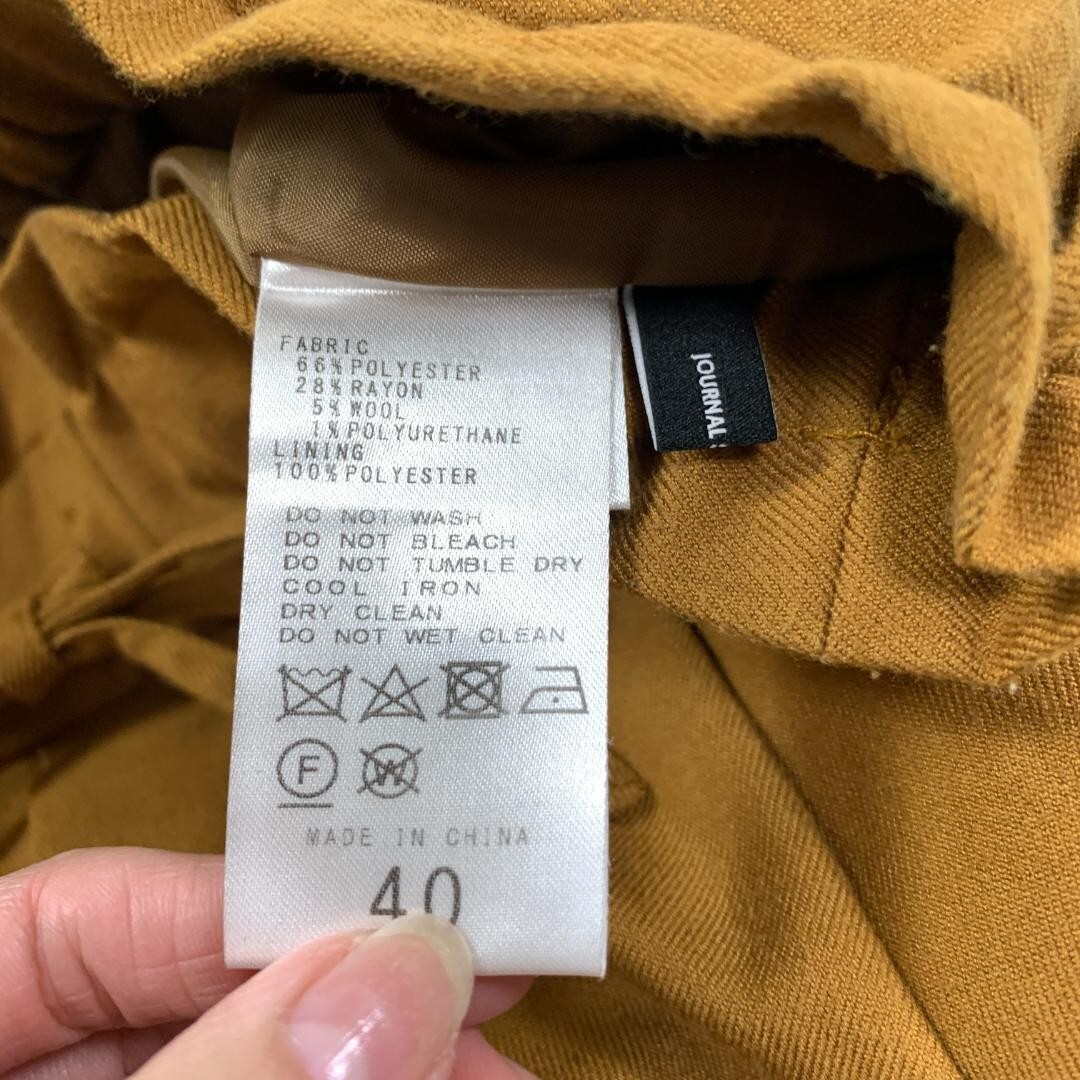 FABRIC
66%POLYESTER
28%RAYON
5%WOOL
1%POLYURETHANE
LINING
100%POLYESTER
DO NOT WASH
DO NOT BLEACH
DO NOT TUMBLE DRY
COOL IRON
DRY CLEAN
DO NOT WET CLEAN
F
W
MADE IN CHINA
40
JOURNAL